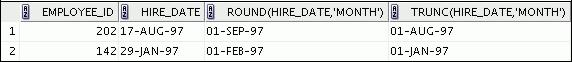 EMPLOYEE_ID HIRE_DATE ROUND(HIRE_DATE,'MONTH') TRUNC(HIRE_DATE,'MONTH')
1 202 17-AUG-97 01-SEP-97 01-AUG-97
2 142 29-JAN-97 01-FEB-97 01-JAN-97